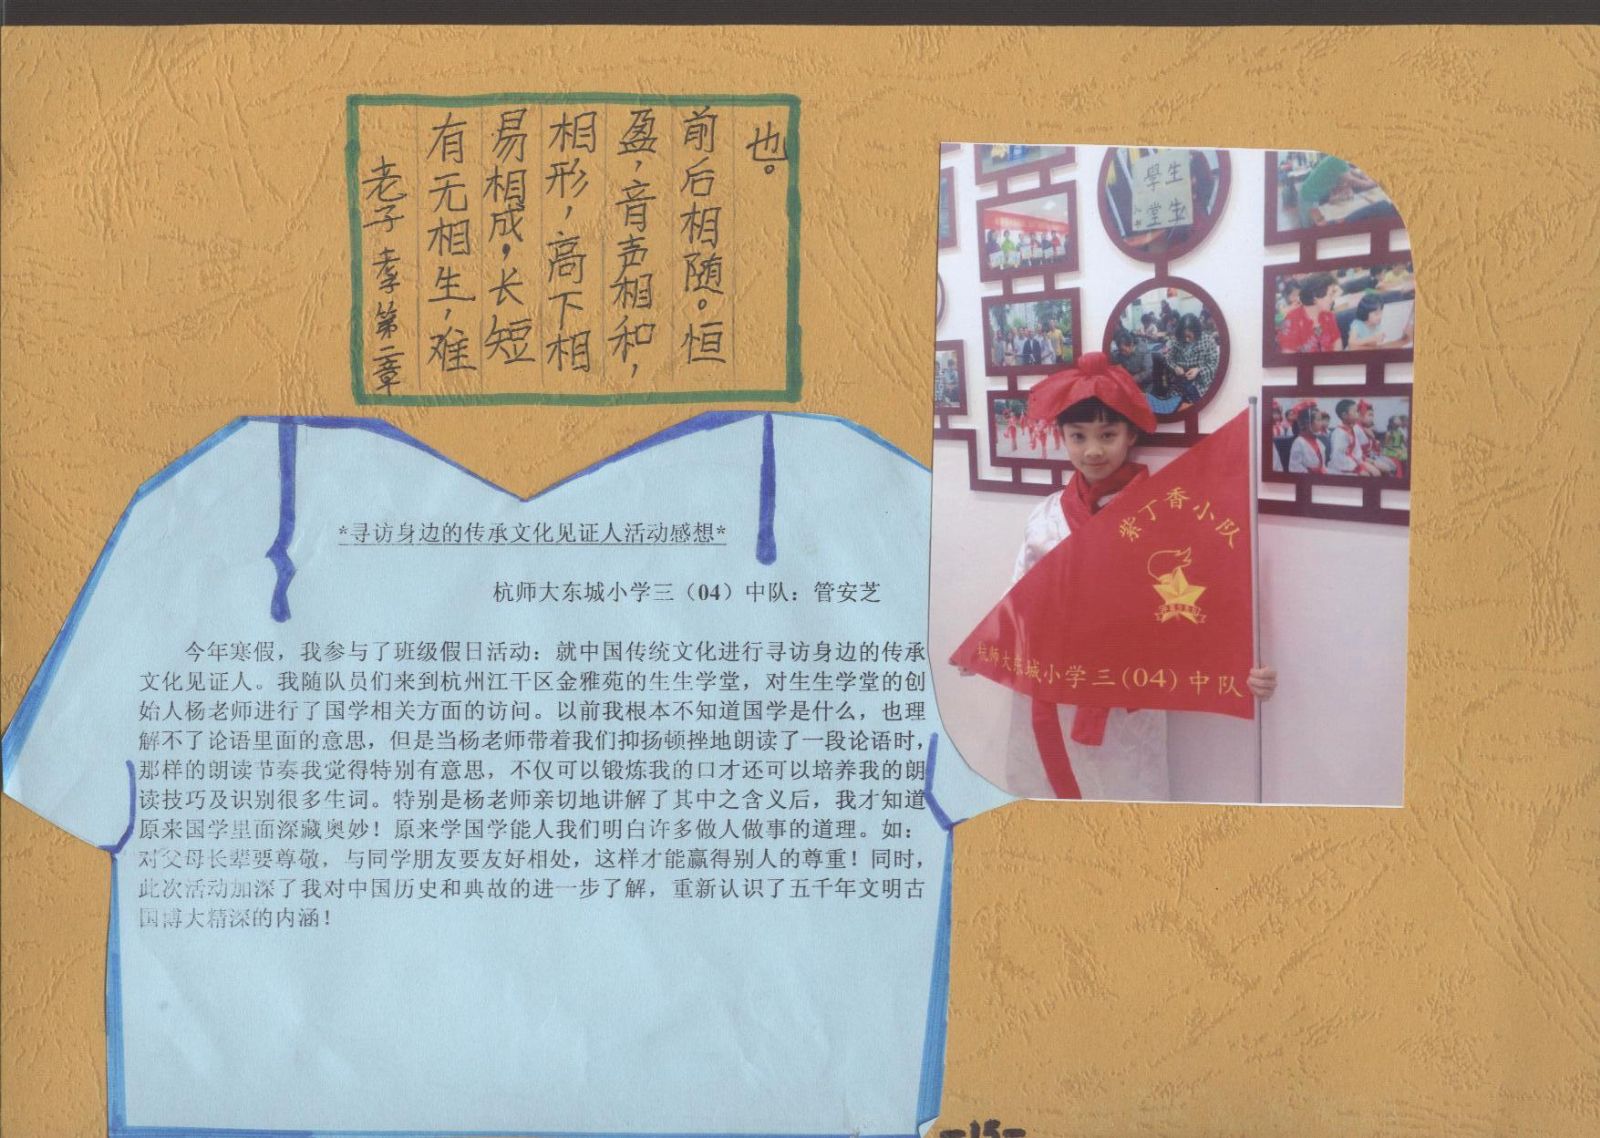 老子 第二章
有无相生，难
易相成，长短
相形，高下相
盈，音声相和，
前后相随。恒
也。
*寻访身边的传承文化见证人活动感想*
杭师大东城小学三（04）中队：管安芝
今年寒假，我参与了班级假日活动：就中国传统文化进行寻访身边的传承
文化见证人。我随队员们来到杭州江干区金雅苑的生生学堂，对生生学堂的创
始人杨老师进行了国学相关方面的访问。以前我根本不知道国学是什么，也理
解不了论语里面的意思，但是当杨老师带着我们抑扬顿挫地朗读了一段论语时，
那样的朗读节奏我觉得特别有意思，不仅可以锻炼我的口才还可以培养我的朗
读技巧及识别很多生词。特别是杨老师亲切地讲解了其中之含义后，我才知道
原来国学里面深藏奥妙！原来学国学能人我们明白许多做人做事的道理。如：
对父母长辈要尊敬，与同学朋友要友好相处，这样才能赢得别人的尊重！同时，
此次活动加深了我对中国历史和典故的进一步了解，重新认识了五千年文明古
国博大精深的内涵！
生生
學堂
紫丁香小队
杭师大东城小学三(04)中队
-15-